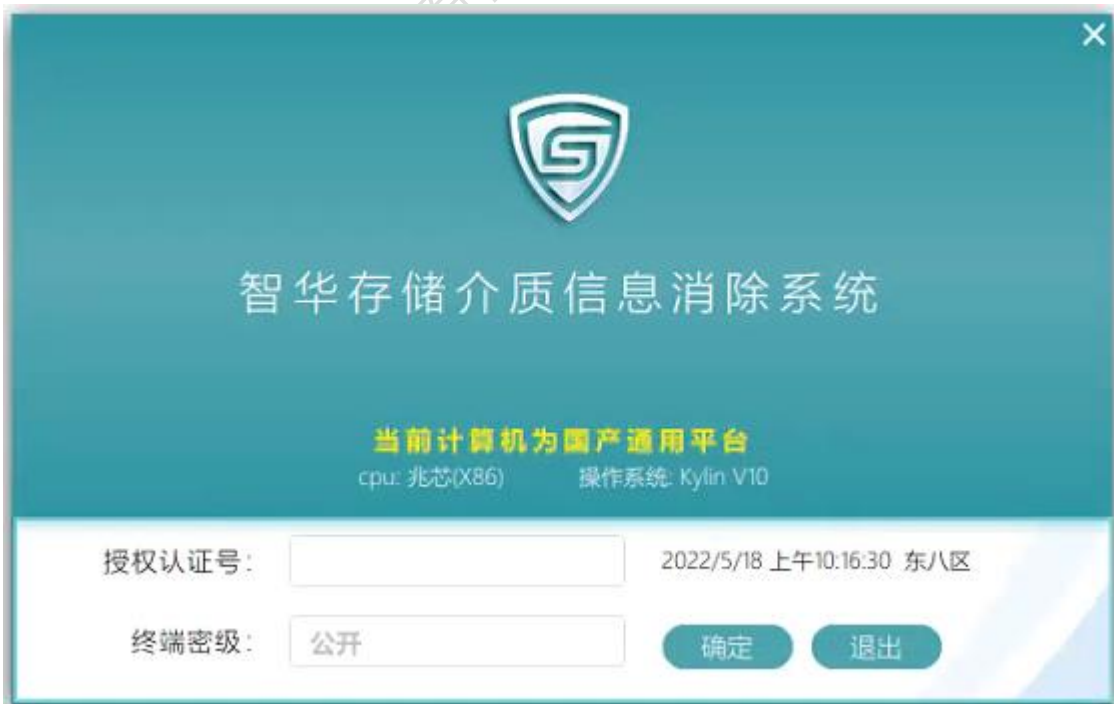 智华存储介质信息消除系统
当前计算机为国产通用平台
cpu: 兆芯(X86) 操作系统: Kylin V10
授权认证号: 2022/5/18 上午10:16:30 东八区
终端密级: 公开 确定 退出